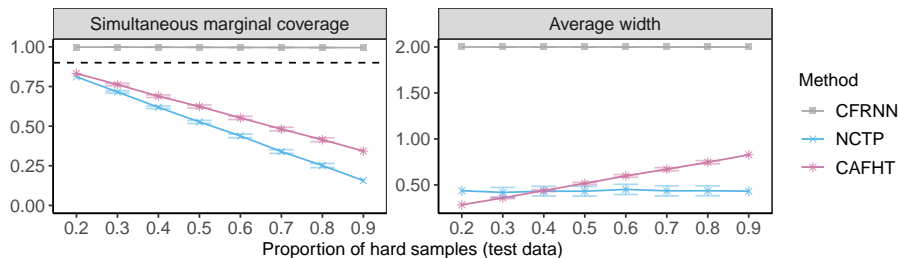 Simultaneous marginal coverage
Average width
1.00
0.75
0.50
0.25
0.00
0.2 0.3 0.4 0.5 0.6 0.7 0.8 0.9
2.00
1.50
1.00
0.50
0.2 0.3 0.4 0.5 0.6 0.7 0.8 0.9
Proportion of hard samples (test data)
Method
CFRNN
NCTP
CAFHT